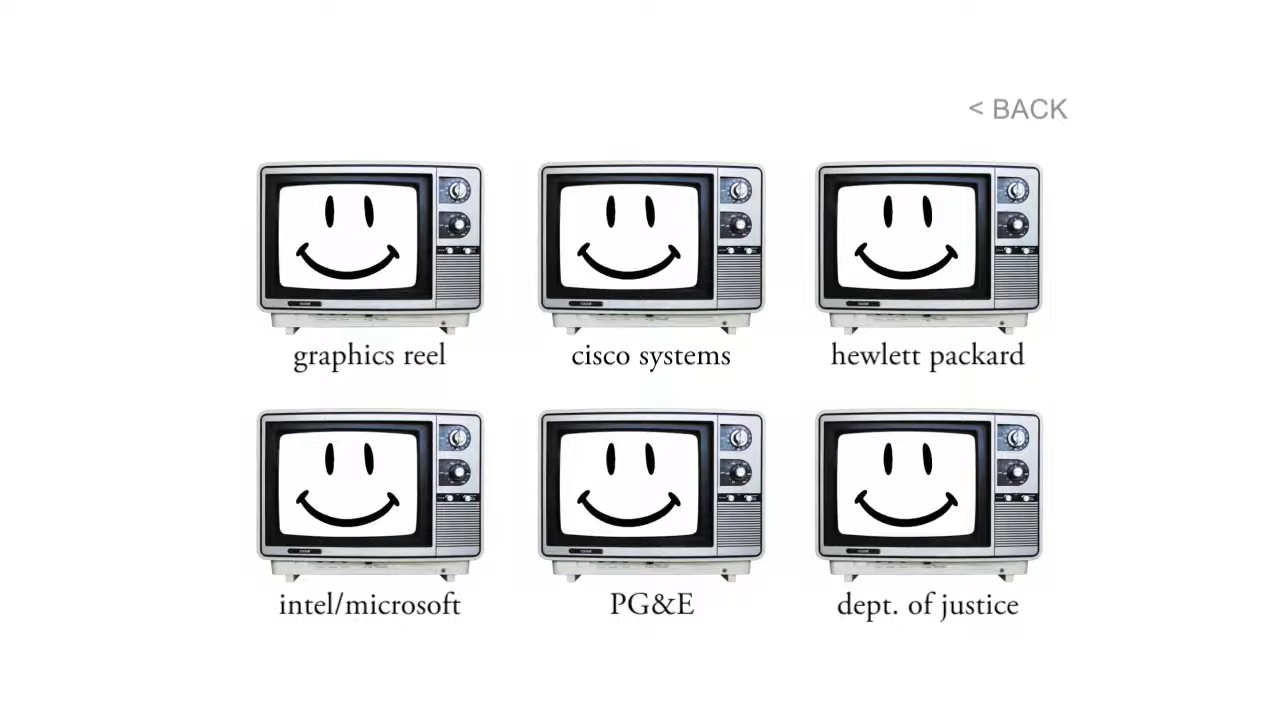 < BACK
graphics reel
cisco systems
hewlett packard
intel/microsoft
PG&E
dept. of justice